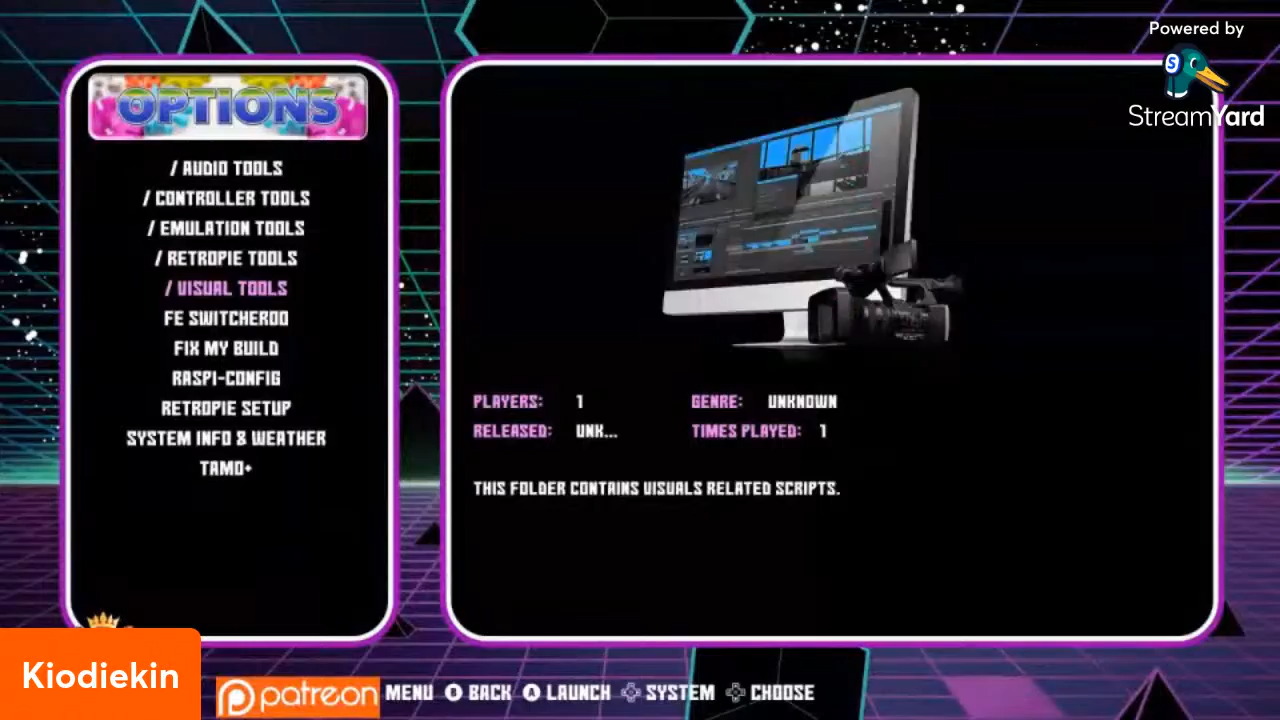 Powered by
StreamYard
OPTIONS
/ AUDIO TOOLS
/ CONTROLLER TOOLS
/ EMULATION TOOLS
/ RETROPIE TOOLS
/ VISUAL TOOLS
FE SWITCHEROO
FIX MY BUILD
RASPI-CONFIG
RETROPIE SETUP
SYSTEM INFO & WEATHER
TAMO+
PLAYERS: 1 GENRE: UNKNOWN
RELEASED: UNK... TIMES PLAYED: 1
THIS FOLDER CONTAINS VISUALS RELATED SCRIPTS.
Kiodiekin
patreon MENU B BACK A LAUNCH SYSTEM CHOOSE